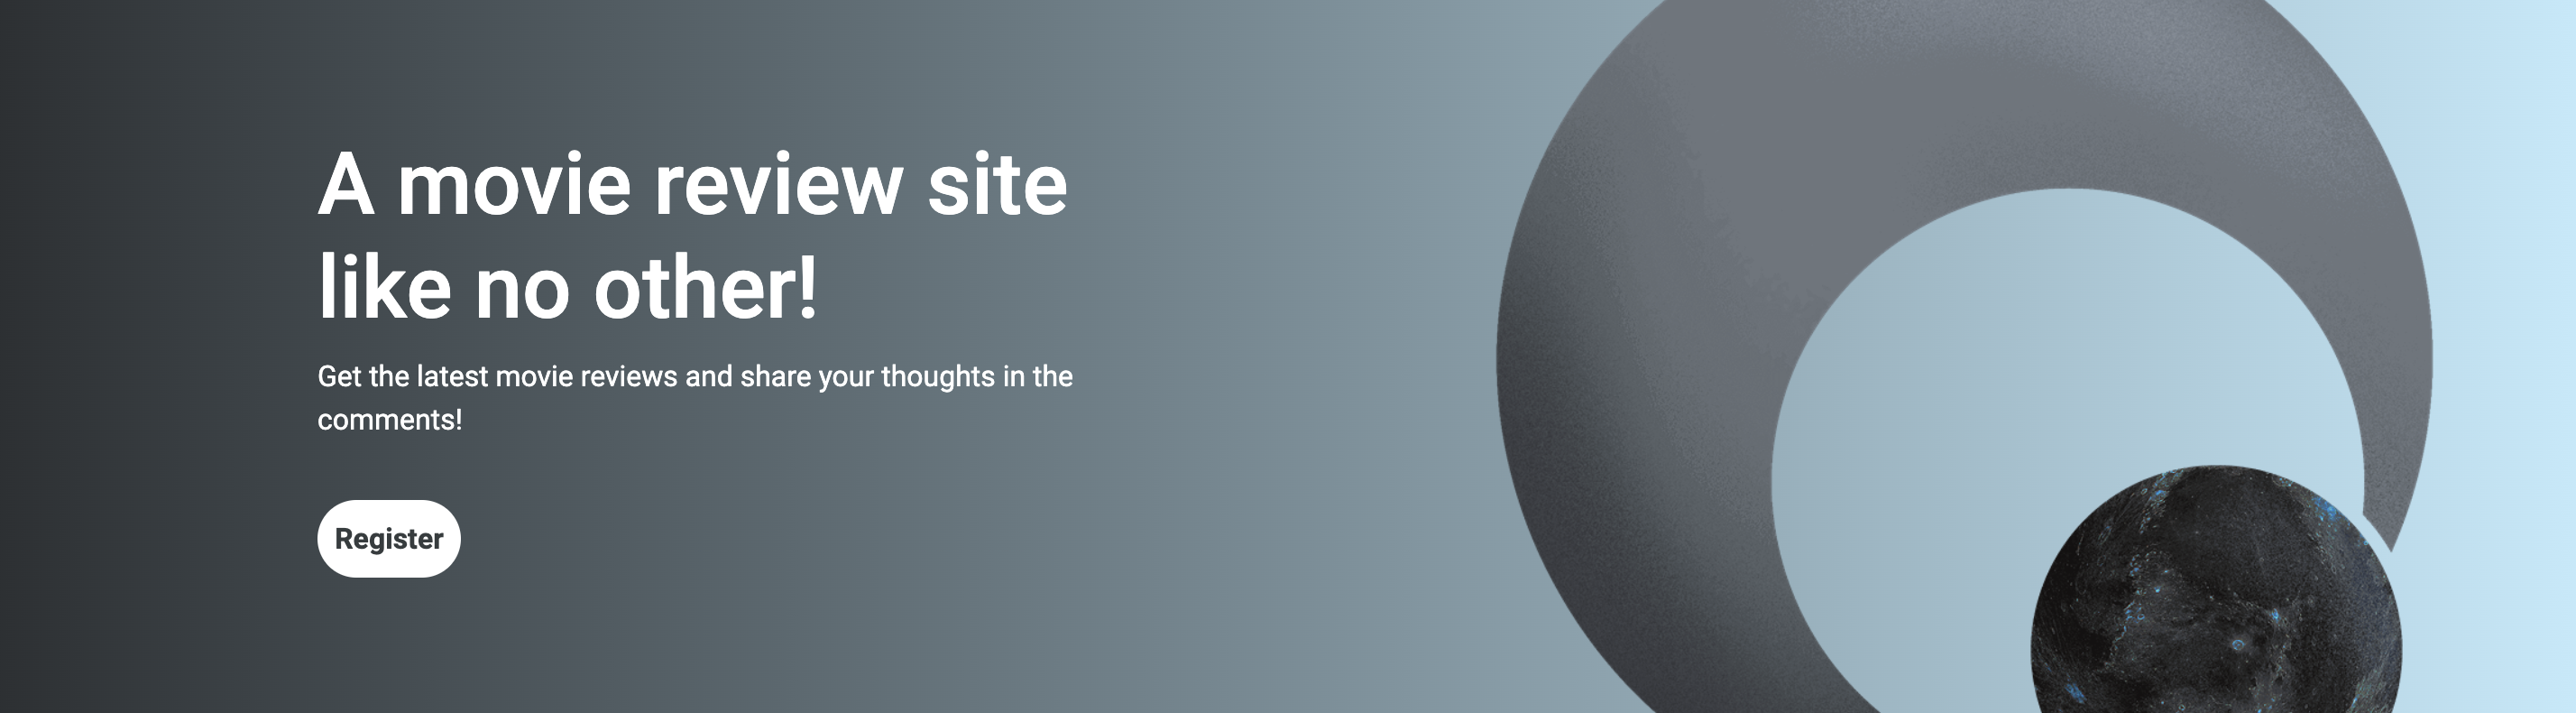 A movie review site
like no other!
Get the latest movie reviews and share your thoughts in the
comments!
Register